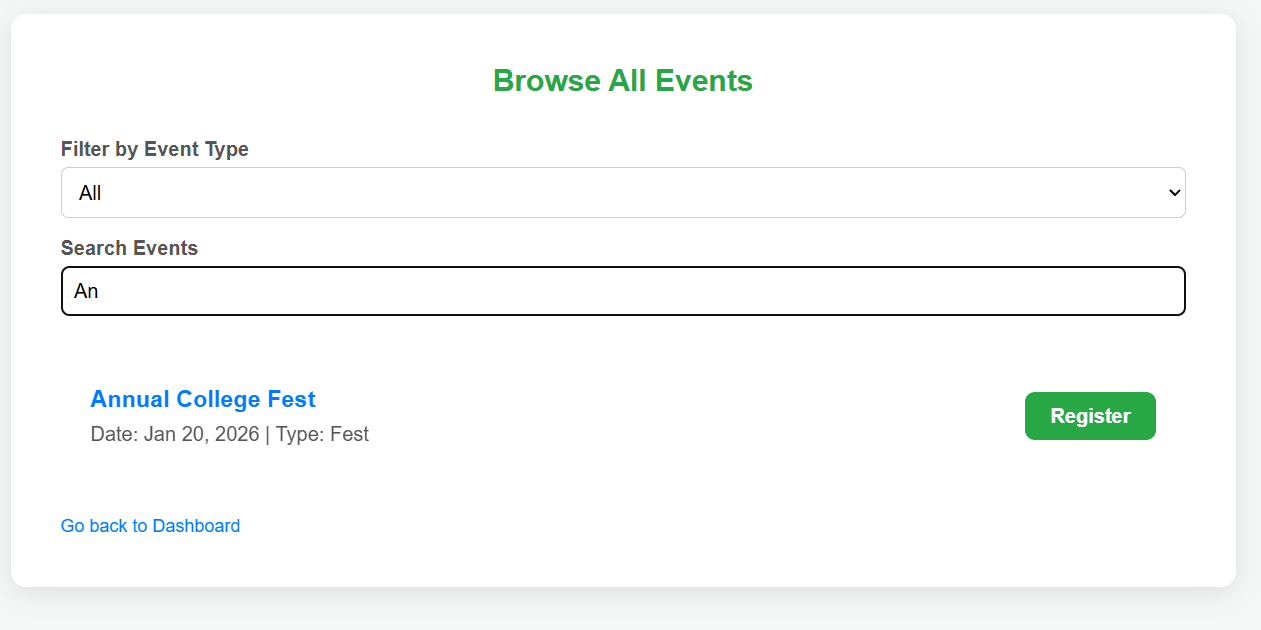 Browse All Events
Filter by Event Type
All
Search Events
An
Annual College Fest
Date: Jan 20, 2026 | Type: Fest
Register
Go back to Dashboard